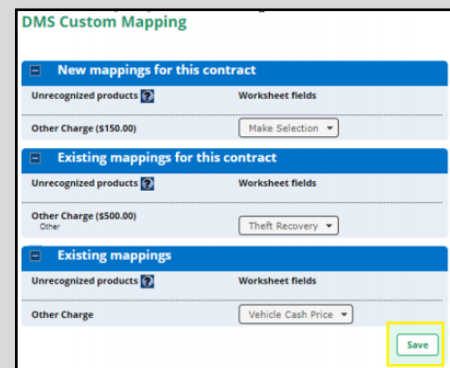 DMS Custom Mapping
New mappings for this contract
Unrecognized products ? Worksheet fields
Other Charge ($150.00) Make Selection
Existing mappings for this contract
Unrecognized products ? Worksheet fields
Other Charge ($500.00)
Other Theft Recovery
Existing mappings
Unrecognized products ? Worksheet fields
Other Charge Vehicle Cash Price
Save